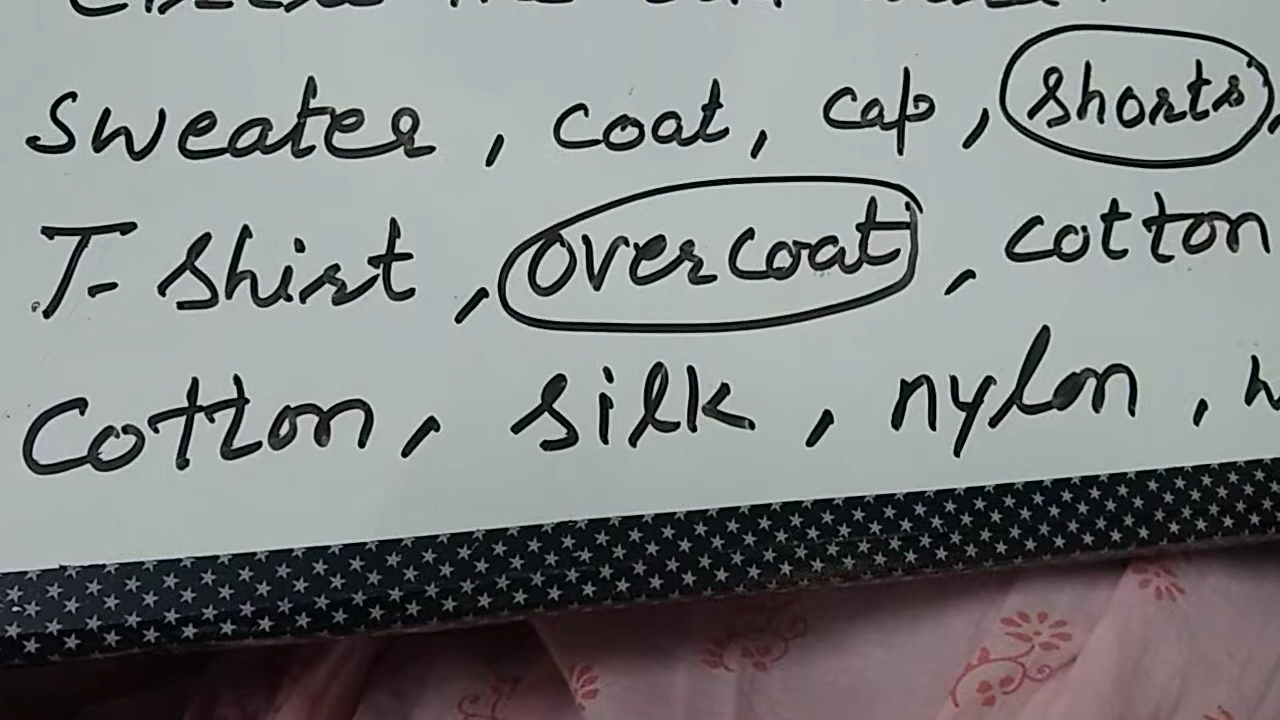 sweater, coat, cap, shorts,
T-shirt, overcoat, cotton
cotton, silk, nylon,